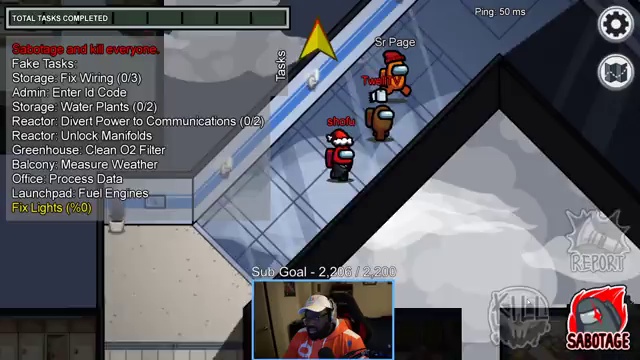 TOTAL TASKS COMPLETED
Ping: 50 ms
Sabotage and kill everyone.
Fake Tasks:
Storage: Fix Wiring (0/3)
Admin: Enter Id Code
Storage: Water Plants (0/2)
Reactor: Divert Power to Communications (0/2)
Reactor: Unlock Manifolds
Greenhouse: Clean O2 Filter
Balcony: Measure Weather
Office: Process Data
Launchpad: Fuel Engines
Fix Lights (%0)
Tasks
Sr Page
shofu
Sub Goal - 2,206 / 2,200
REPORT
KILL
SABOTAGE